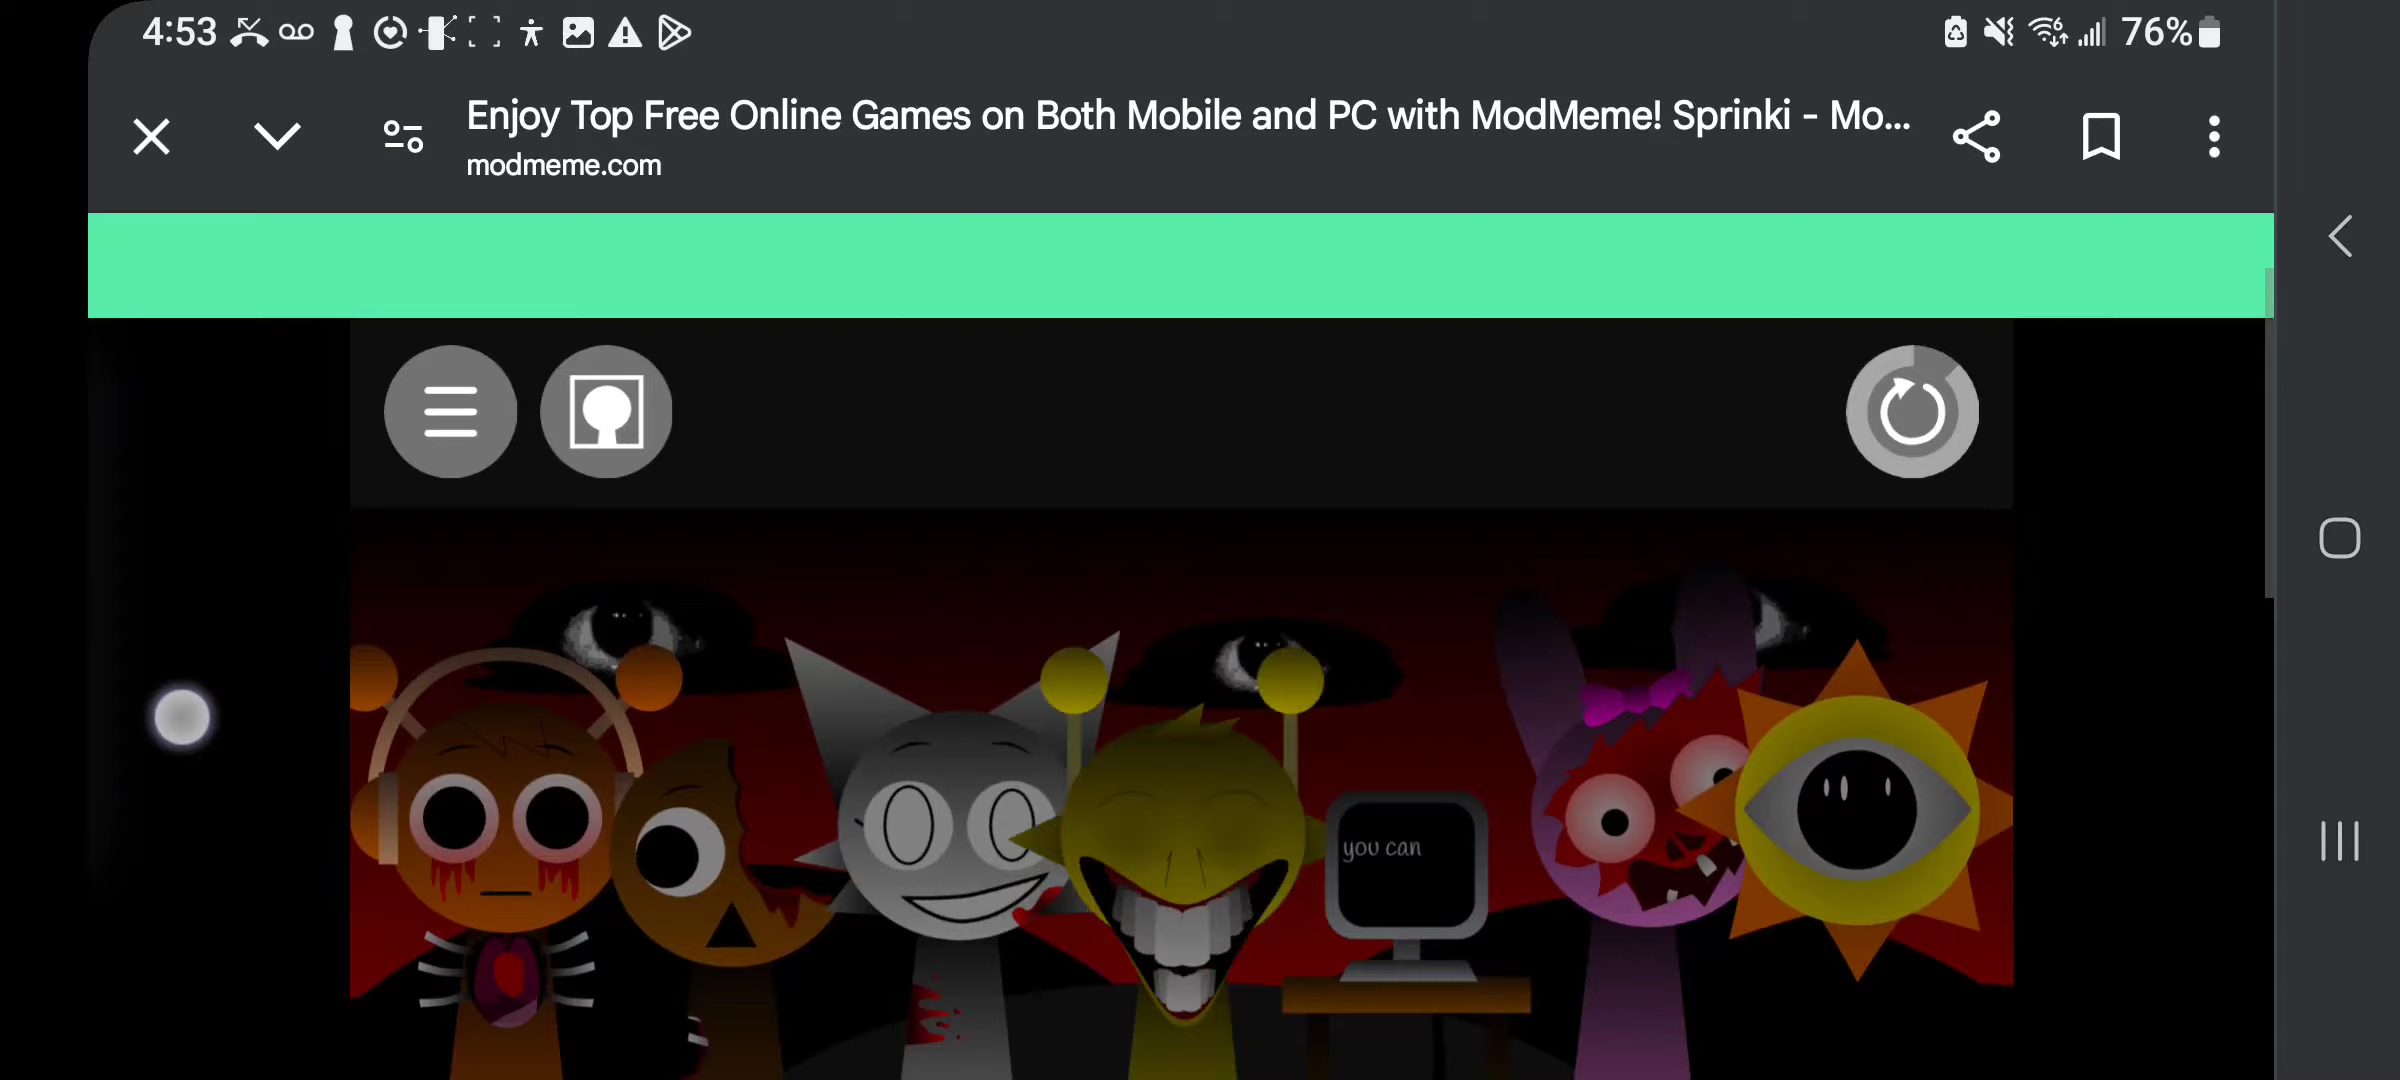 4:53
76%
Enjoy Top Free Online Games on Both Mobile and PC with ModMeme! Sprinki - Mo...
modmeme.com
you can